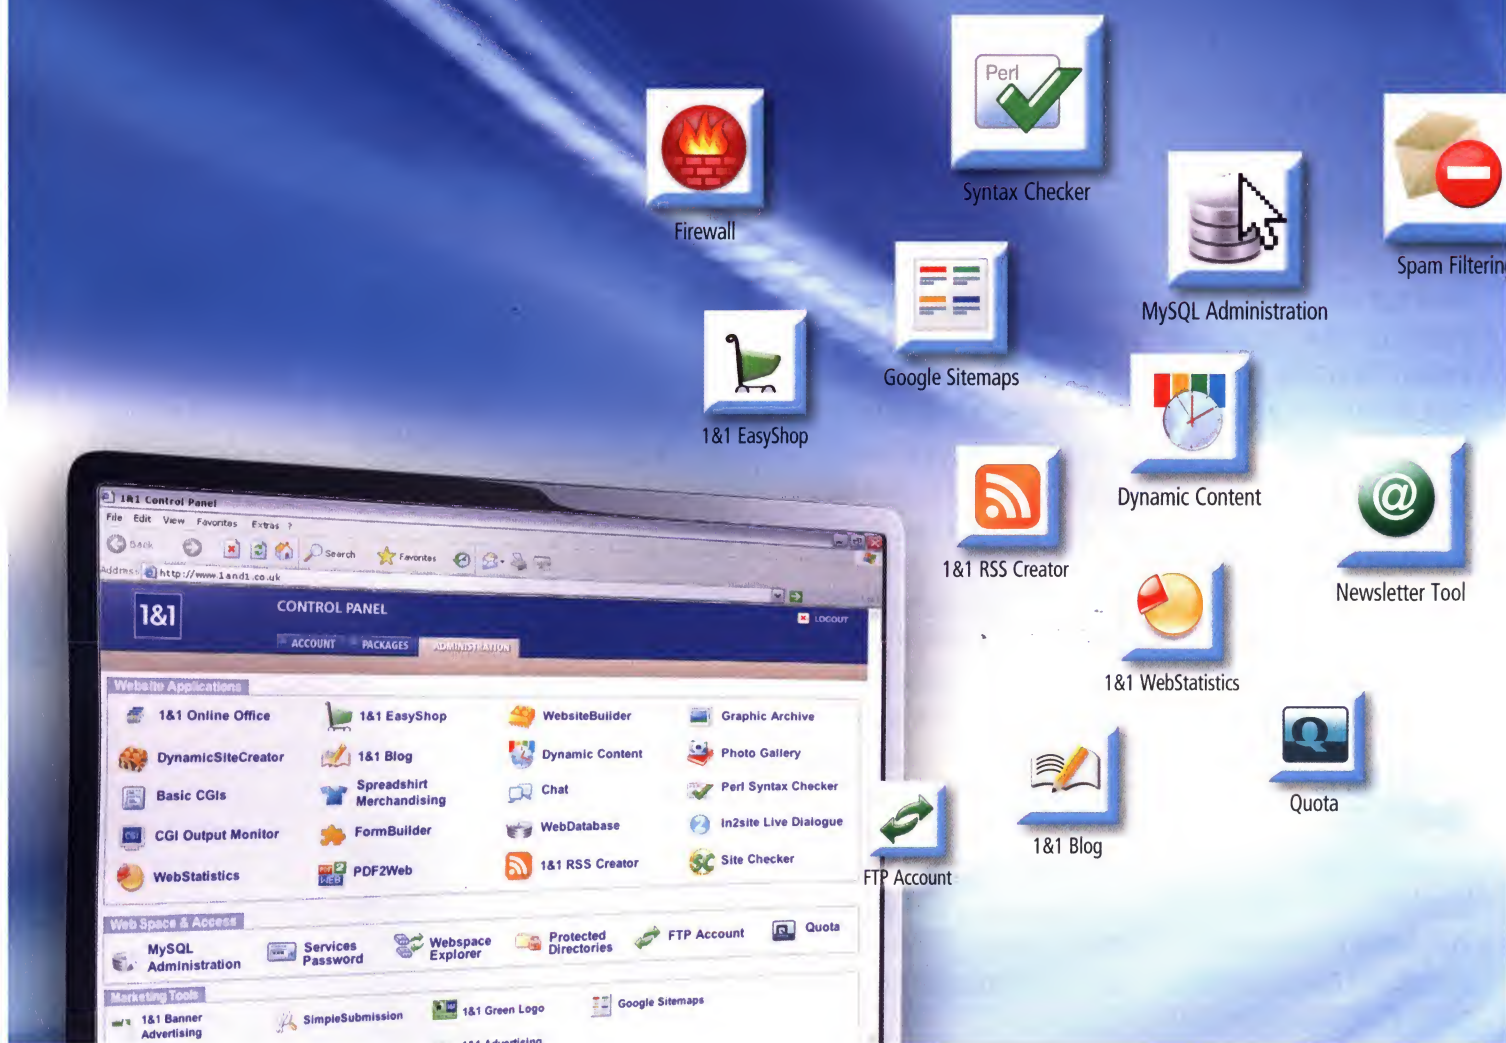 Perl
Syntax Checker
Firewall
MySQL Administration
Spam Filtering
Google Sitemaps
1&1 EasyShop
Dynamic Content
@
1&1 RSS Creator
Newsletter Tool
1&1 WebStatistics
Q
Quota
1&1 Blog
FTP Account
1&1 Control Panel
File Edit View Favorites Extras ?
Back Search Favorites
Address http://www.1and1.co.uk
1&1
CONTROL PANEL
LOGOUT
ACCOUNT PACKAGES ADMINISTRATION
Website Applications
1&1 Online Office 1&1 EasyShop WebsiteBuilder Graphic Archive
DynamicSiteCreator 1&1 Blog Dynamic Content Photo Gallery
Basic CGIs Spreadshirt Merchandising Chat Perl Syntax Checker
CGI Output Monitor FormBuilder WebDatabase In2site Live Dialogue
WebStatistics PDF2Web 1&1 RSS Creator Site Checker
Web Space & Access
MySQL Administration Services Password Webspace Explorer Protected Directories FTP Account Quota
Marketing Tools
1&1 Banner Advertising SimpleSubmission 1&1 Green Logo Google Sitemaps
1&1 Advertising